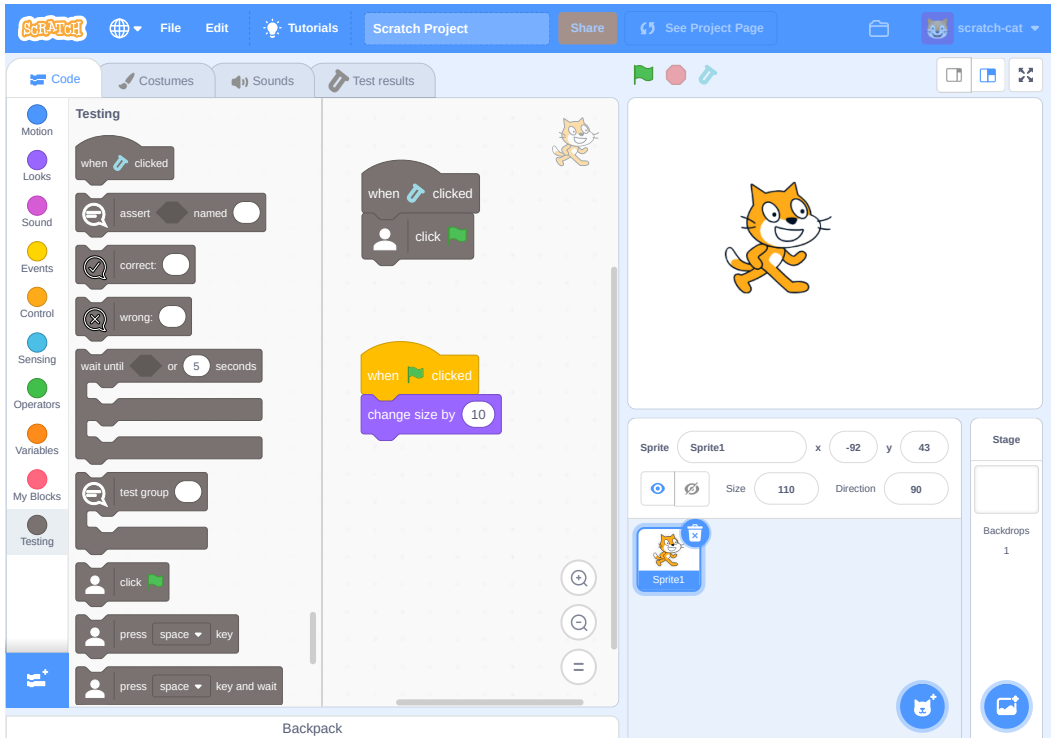 SCRATCH File Edit Tutorials Scratch Project Share See Project Page scratch-cat
Code Costumes Sounds Test results
Motion
Looks
Sound
Events
Control
Sensing
Operators
Variables
My Blocks
Testing
Testing
when clicked
assert named
correct:
wrong:
wait until or 5 seconds
test group
click
press space key
press space key and wait
when clicked
click
when clicked
change size by 10
Backpack
Sprite Sprite1 x -92 y 43
Size 110 Direction 90
Sprite1
Stage
Backdrops
1